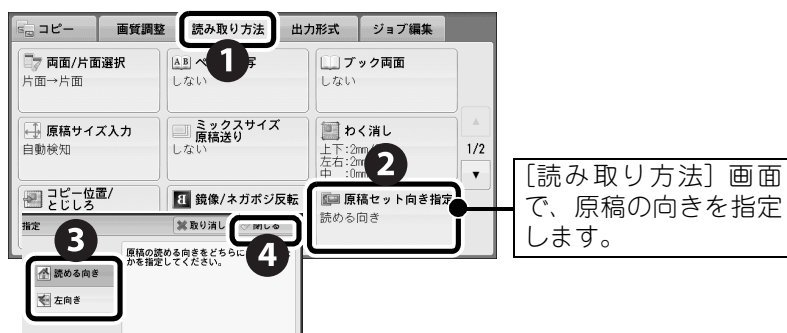 コピー 画質調整 読み取り方法 出力形式 ジョブ編集
1
両面/片面選択
片面→片面
しない
ブック両面
しない
原稿サイズ入力
自動検知
ミックスサイズ
原稿送り
しない
わく消し
上下:2mm
左右:2mm
中 :0mm
1/2
2
コピー位置/
とじしろ
鏡像/ネガポジ反転
原稿セット向き指定
読める向き
[読み取り方法] 画面
で、原稿の向きを指定
します。
指定 取り消し 閉じる
3
4
原稿の読める向きをどちらに
かを指定してください。
読める向き
左向き